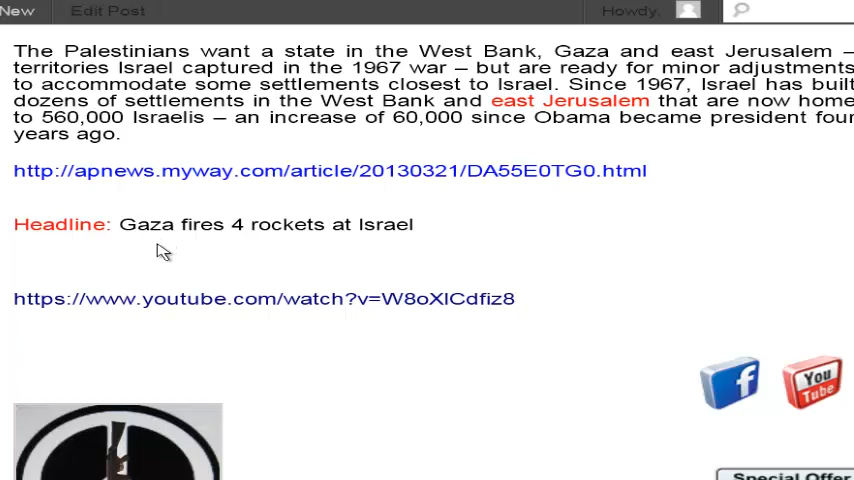 New Edit Post Howdy,
The Palestinians want a state in the West Bank, Gaza and east Jerusalem –
territories Israel captured in the 1967 war – but are ready for minor adjustments
to accommodate some settlements closest to Israel. Since 1967, Israel has built
dozens of settlements in the West Bank and east Jerusalem that are now home
to 560,000 Israelis – an increase of 60,000 since Obama became president four
years ago.
http://apnews.myway.com/article/20130321/DA55E0TG0.html
Headline: Gaza fires 4 rockets at Israel
https://www.youtube.com/watch?v=W8oXlCdfiz8
f You
Tube
Special Offer